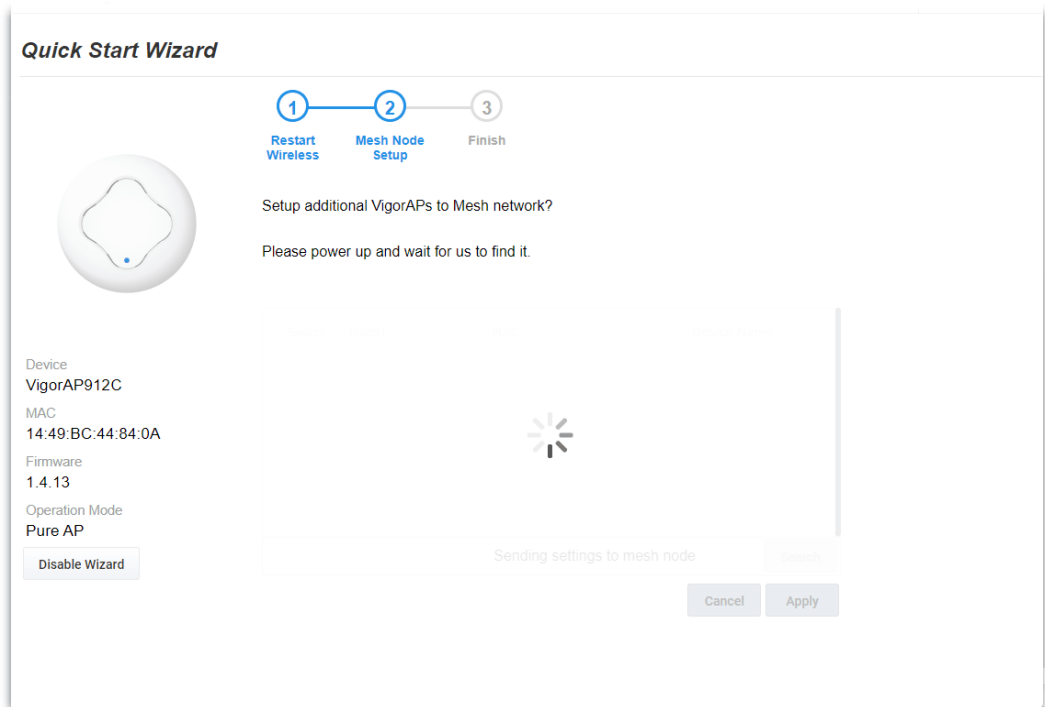 Quick Start Wizard
1
2
3
Restart
Wireless
Mesh Node
Setup
Finish
Setup additional VigorAPs to Mesh network?
Please power up and wait for us to find it.
Device
VigorAP912C
MAC
14:49:BC:44:84:0A
Firmware
1.4.13
Operation Mode
Pure AP
Disable Wizard
Sending settings to mesh node
Search
Cancel
Apply